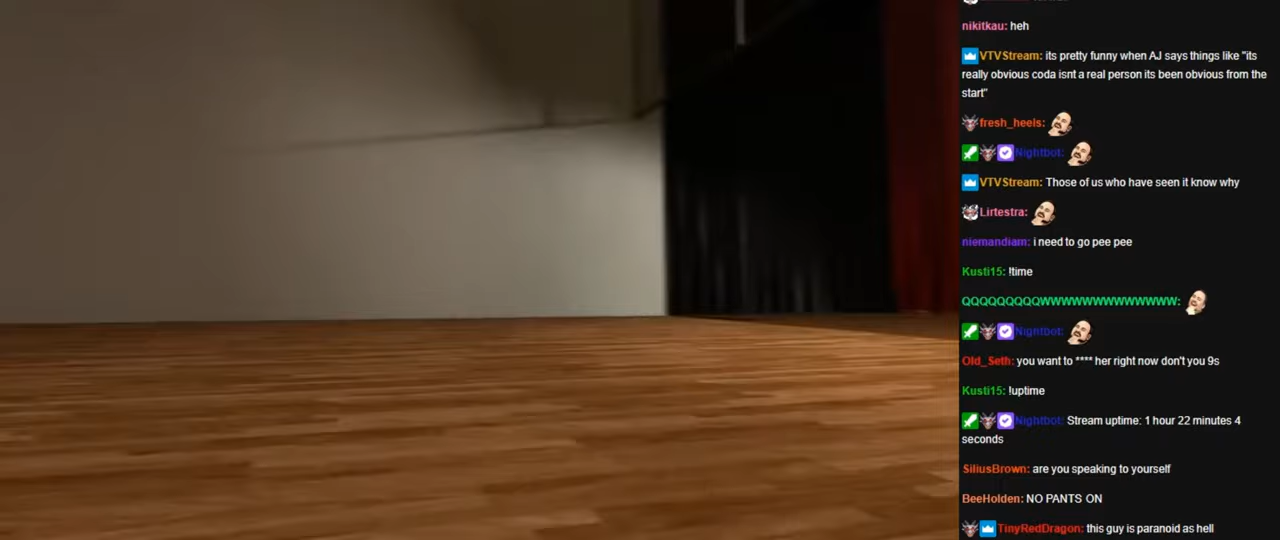 nikitkau: heh
VTVStream: its pretty funny when AJ says things like "its
really obvious coda isnt a real person its been obvious from the
start"
fresh_heels:
Nightbot:
VTVStream: Those of us who have seen it know why
Lirtestra:
niemandiam: i need to go pee pee
Kusti15: !time
QQQQQQQQQWWWWWWWWWWWWW:
Nightbot:
Old_Seth: you want to **** her right now don't you 9s
Kusti15: !uptime
Nightbot: Stream uptime: 1 hour 22 minutes 4
seconds
SiliusBrown: are you speaking to yourself
BeeHolden: NO PANTS ON
TinyRedDragon: this guy is paranoid as hell